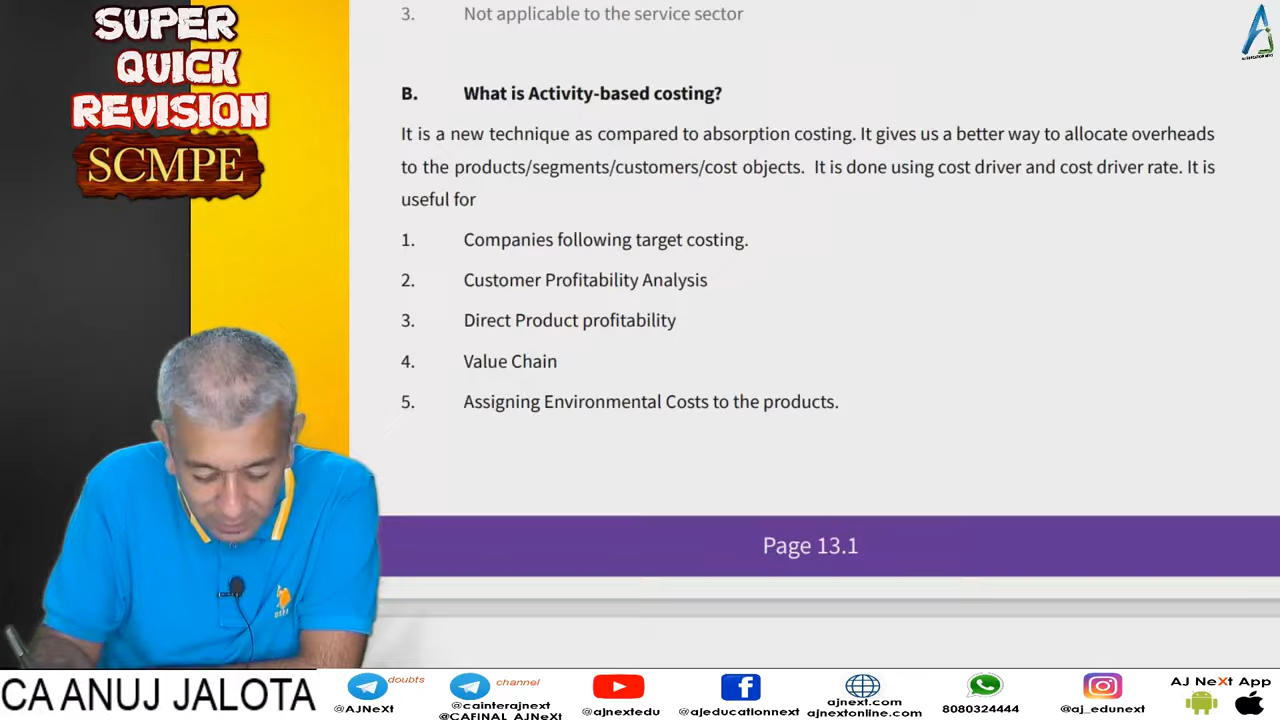 SUPER
QUICK
REVISION
SCMPE
3. Not applicable to the service sector
B. What is Activity-based costing?
It is a new technique as compared to absorption costing. It gives us a better way to allocate overheads
to the products/segments/customers/cost objects. It is done using cost driver and cost driver rate. It is
useful for
1. Companies following target costing.
2. Customer Profitability Analysis
3. Direct Product profitability
4. Value Chain
5. Assigning Environmental Costs to the products.
Page 13.1
CA ANUJ JALOTA
doubts
@AJNeXt
channel
@cainterajnext
@CAFINAL_AJNeXt
@ajnextedu
@ajeducationnext
ajnext.com
ajnextonline.com
8080324444
@aj_edunext
AJ NeXt App